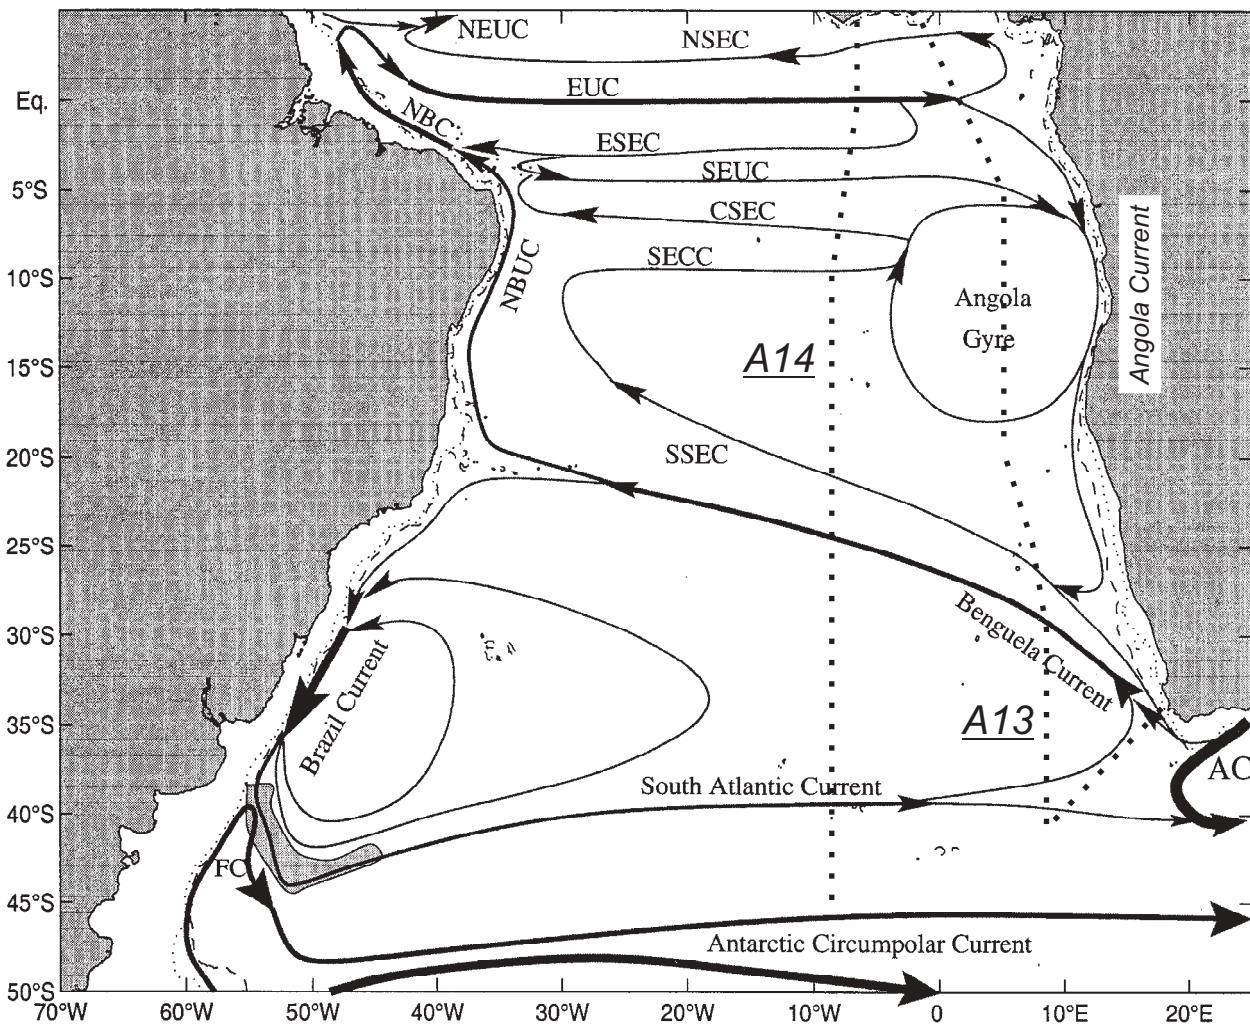 NEUC
NSEC
Eq.
EUC
NBC
ESEC
SEUC
5°S
CSEC
SECC
10°S
NBUC
Angola
Gyre
Angola Current
A14
15°S
SSEC
20°S
25°S
Benguela Current
30°S
Brazil Current
35°S
A13
AC
South Atlantic Current
40°S
FC
45°S
Antarctic Circumpolar Current
50°S
70°W 60°W 50°W 40°W 30°W 20°W 10°W 0 10°E 20°E